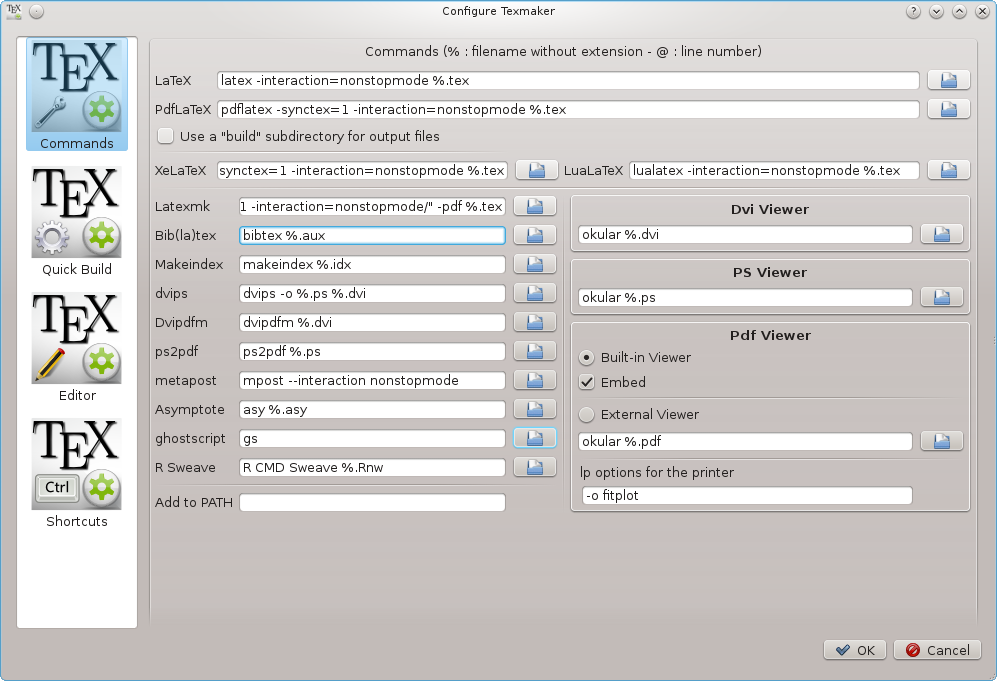 Configure Texmaker
TEX
Commands
TEX
Quick Build
TEX
Editor
TEX
Ctrl
Shortcuts
Commands (% : filename without extension - @ : line number)
LaTeX latex -interaction=nonstopmode %.tex
PdfLaTeX pdflatex -synctex=1 -interaction=nonstopmode %.tex
Use a "build" subdirectory for output files
XeLaTeX synctex=1 -interaction=nonstopmode %.tex LuaLaTeX lualatex -interaction=nonstopmode %.tex
Latexmk 1 -interaction=nonstopmode/" -pdf %.tex
Bib(la)tex bibtex %.aux
Makeindex makeindex %.idx
dvips dvips -o %.ps %.dvi
Dvipdfm dvipdfm %.dvi
ps2pdf ps2pdf %.ps
metapost mpost --interaction nonstopmode
Asymptote asy %.asy
ghostscript gs
R Sweave R CMD Sweave %.Rnw
Add to PATH
Dvi Viewer
okular %.dvi
PS Viewer
okular %.ps
Pdf Viewer
Built-in Viewer
Embed
External Viewer
okular %.pdf
lp options for the printer
-o fitplot
OK Cancel